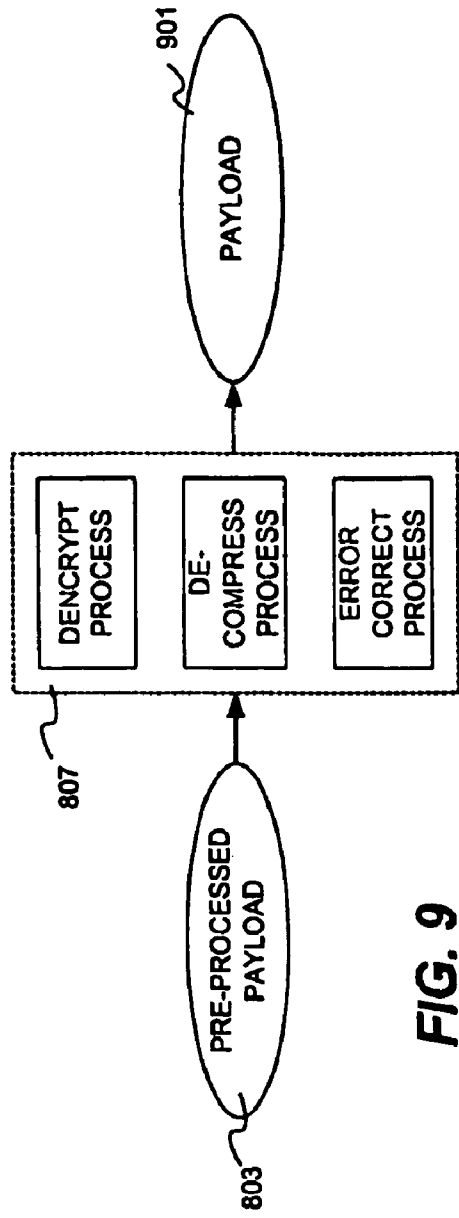 803
PRE-PROCESSED
PAYLOAD
807
DENCRYPT
PROCESS
DE-
COMPRESS
PROCESS
ERROR
CORRECT
PROCESS
901
PAYLOAD
FIG. 9